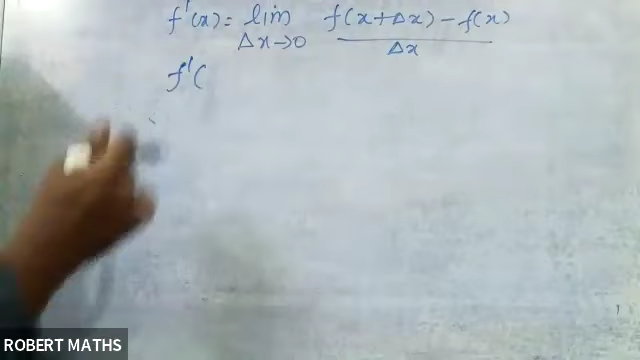 f'(x) = lim Δx→0 f(x+Δx) − f(x) / Δx
f'(
ROBERT MATHS